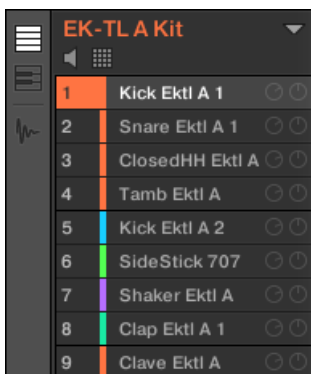 EK-TL A Kit
1 Kick Ektl A 1
2 Snare Ektl A 1
3 ClosedHH Ektl A
4 Tamb Ektl A
5 Kick Ektl A 2
6 SideStick 707
7 Shaker Ektl A
8 Clap Ektl A 1
9 Clave Ektl A